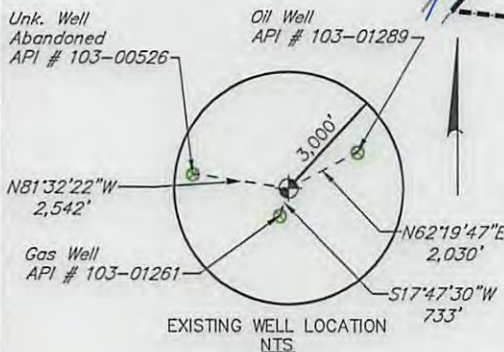 Unk. Well
Abandoned
API # 103-00526
Oil Well
API # 103-01289
3,000'
N81°32'22"W
2,542'
N62°19'47"E
2,030'
Gas Well
API # 103-01261
S17°47'30"W
733'
EXISTING WELL LOCATION
NTS